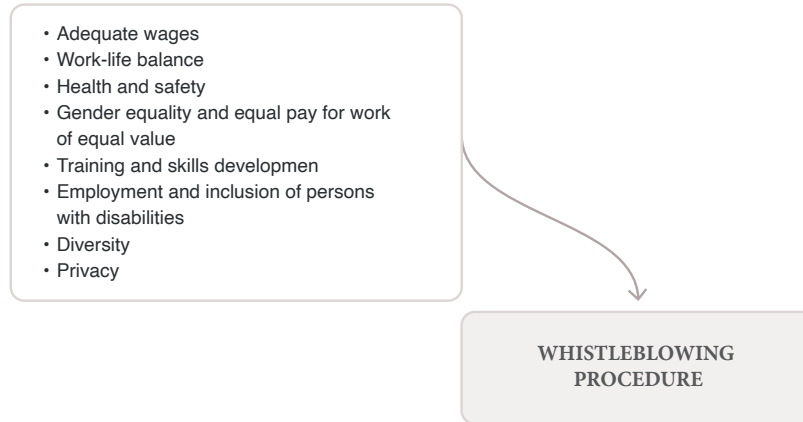 • Adequate wages
• Work-life balance
• Health and safety
• Gender equality and equal pay for work
of equal value
• Training and skills developmen
• Employment and inclusion of persons
with disabilities
• Diversity
• Privacy
WHISTLEBLOWING
PROCEDURE